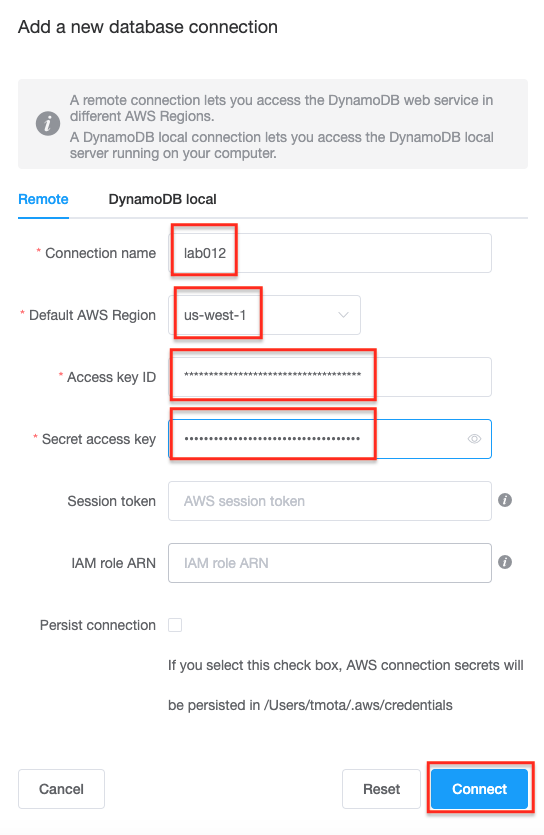 Add a new database connection
A remote connection lets you access the DynamoDB web service in
different AWS Regions.
A DynamoDB local connection lets you access the DynamoDB local
server running on your computer.
Remote
DynamoDB local
* Connection name
lab012
* Default AWS Region
us-west-1
* Access key ID
************************************
* Secret access key
••••••••••••••••••••••••••••••••••••
Session token
AWS session token
IAM role ARN
IAM role ARN
Persist connection
If you select this check box, AWS connection secrets will
be persisted in /Users/tmota/.aws/credentials
Cancel
Reset
Connect